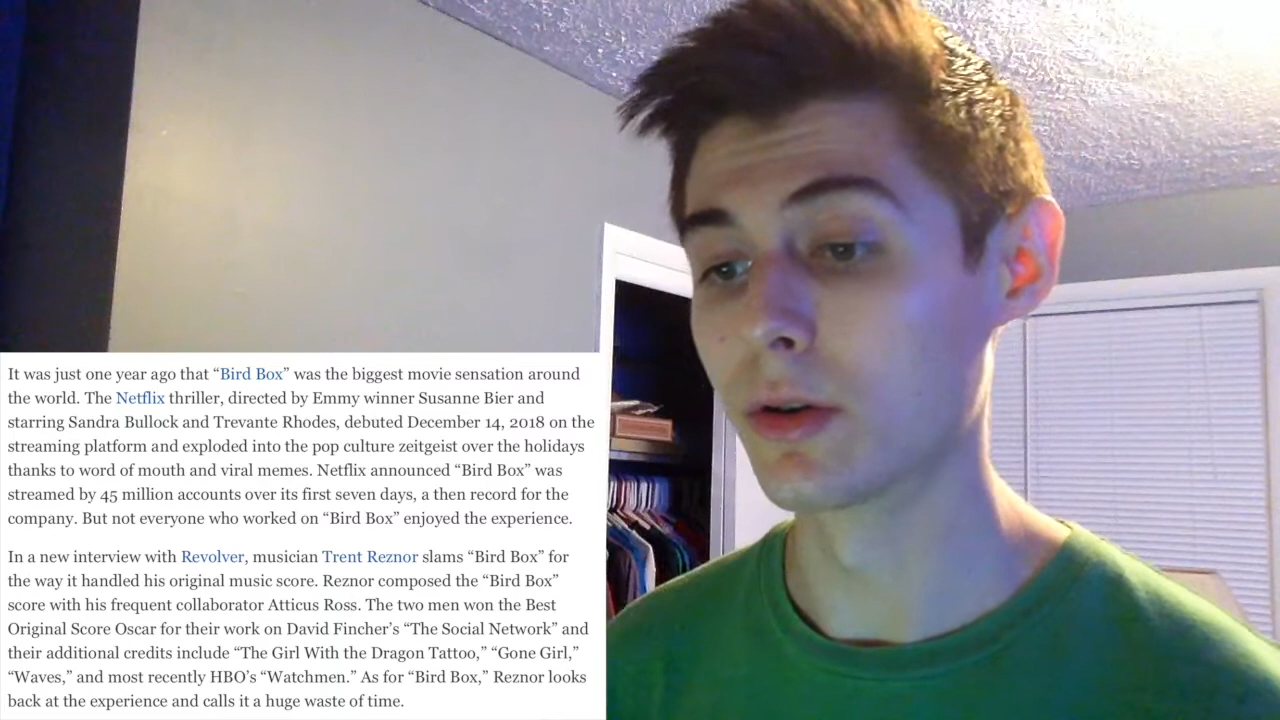 It was just one year ago that “Bird Box” was the biggest movie sensation around
the world. The Netflix thriller, directed by Emmy winner Susanne Bier and
starring Sandra Bullock and Trevante Rhodes, debuted December 14, 2018 on the
streaming platform and exploded into the pop culture zeitgeist over the holidays
thanks to word of mouth and viral memes. Netflix announced “Bird Box” was
streamed by 45 million accounts over its first seven days, a then record for the
company. But not everyone who worked on “Bird Box” enjoyed the experience.
In a new interview with Revolver, musician Trent Reznor slams “Bird Box” for
the way it handled his original music score. Reznor composed the “Bird Box”
score with his frequent collaborator Atticus Ross. The two men won the Best
Original Score Oscar for their work on David Fincher’s “The Social Network” and
their additional credits include “The Girl With the Dragon Tattoo,” “Gone Girl,”
“Waves,” and most recently HBO’s “Watchmen.” As for “Bird Box,” Reznor looks
back at the experience and calls it a huge waste of time.